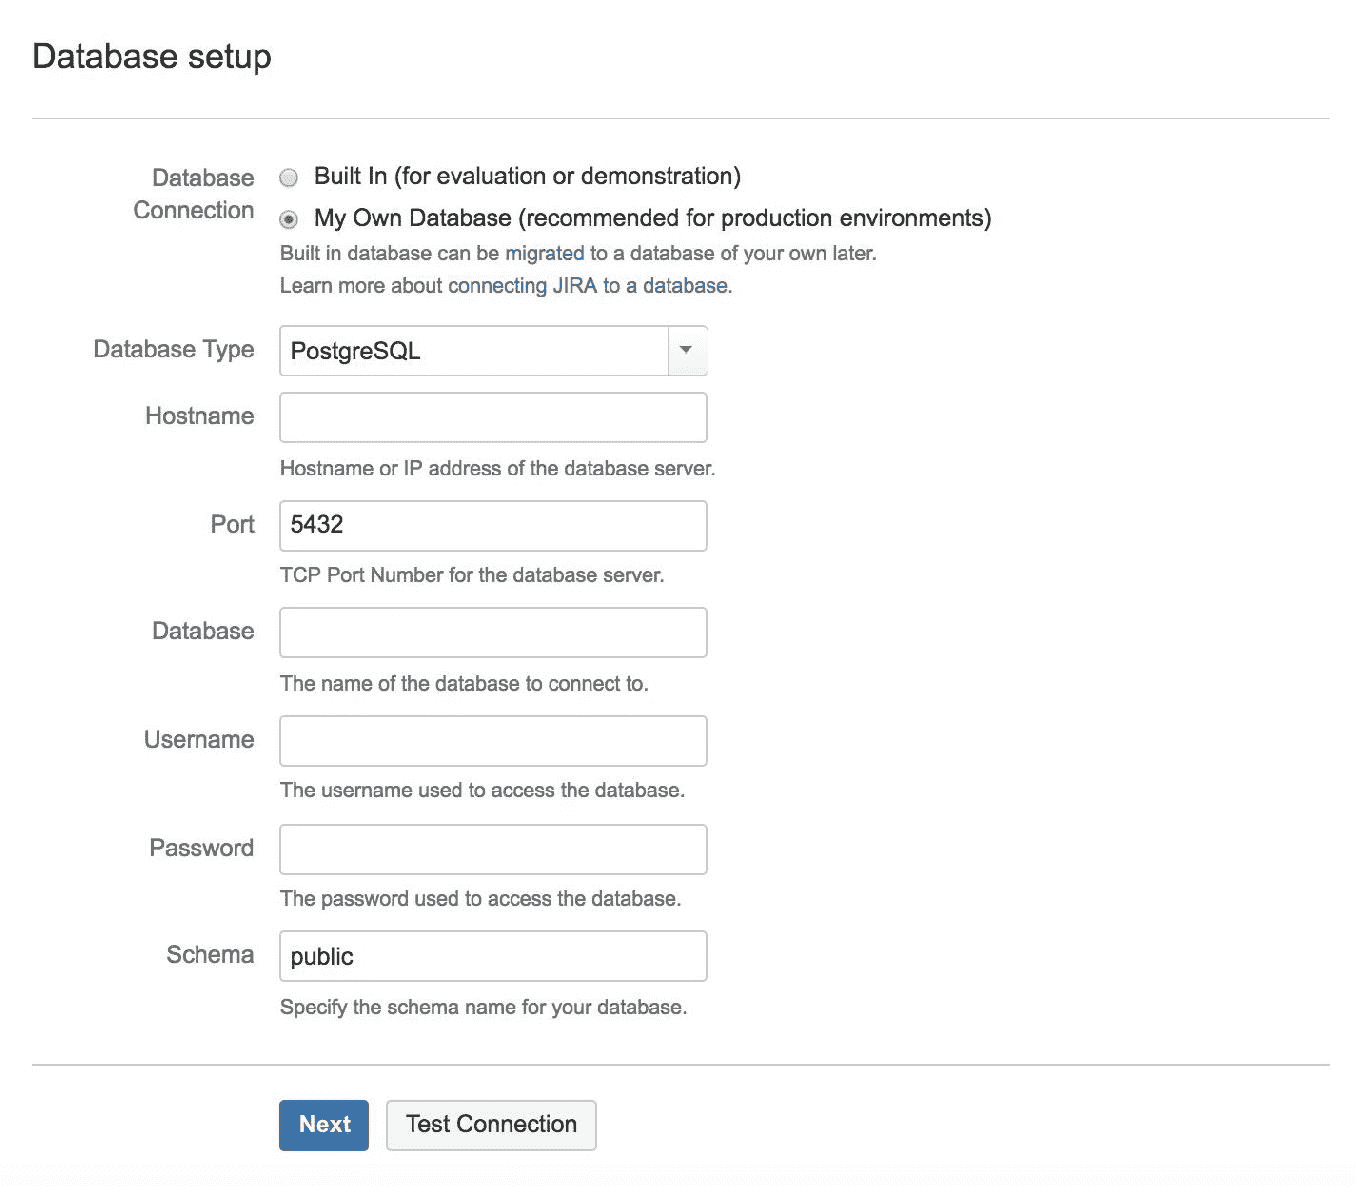 Database setup
Database
Connection
Built In (for evaluation or demonstration)
My Own Database (recommended for production environments)
Built in database can be migrated to a database of your own later.
Learn more about connecting JIRA to a database.
Database Type
PostgreSQL
Hostname
Hostname or IP address of the database server.
Port
5432
TCP Port Number for the database server.
Database
The name of the database to connect to.
Username
The username used to access the database.
Password
The password used to access the database.
Schema
public
Specify the schema name for your database.
Next
Test Connection